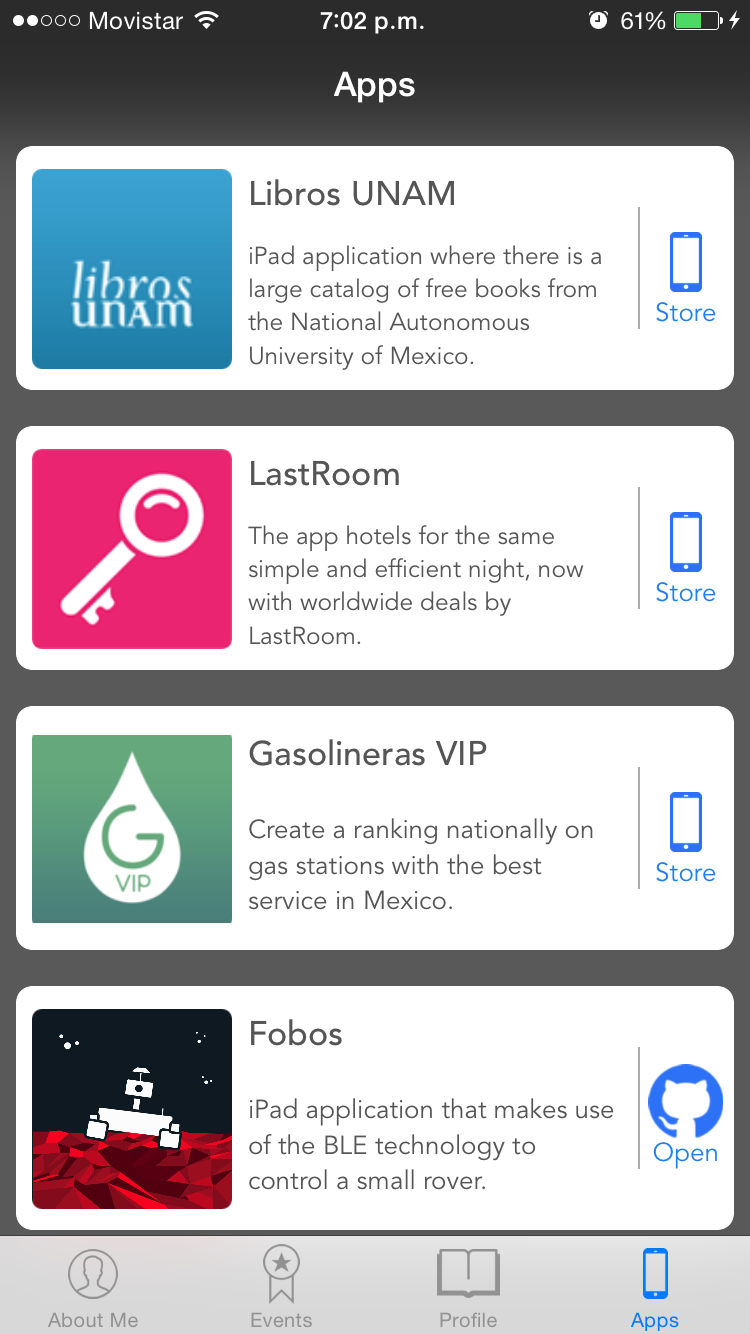 Movistar 7:02 p.m. 61%
Apps
libros
unam
Libros UNAM
iPad application where there is a
large catalog of free books from
the National Autonomous
University of Mexico.
Store
LastRoom
The app hotels for the same
simple and efficient night, now
with worldwide deals by
LastRoom.
Store
G
VIP
Gasolineras VIP
Create a ranking nationally on
gas stations with the best
service in Mexico.
Store
Fobos
iPad application that makes use
of the BLE technology to
control a small rover.
Open
About Me Events Profile Apps